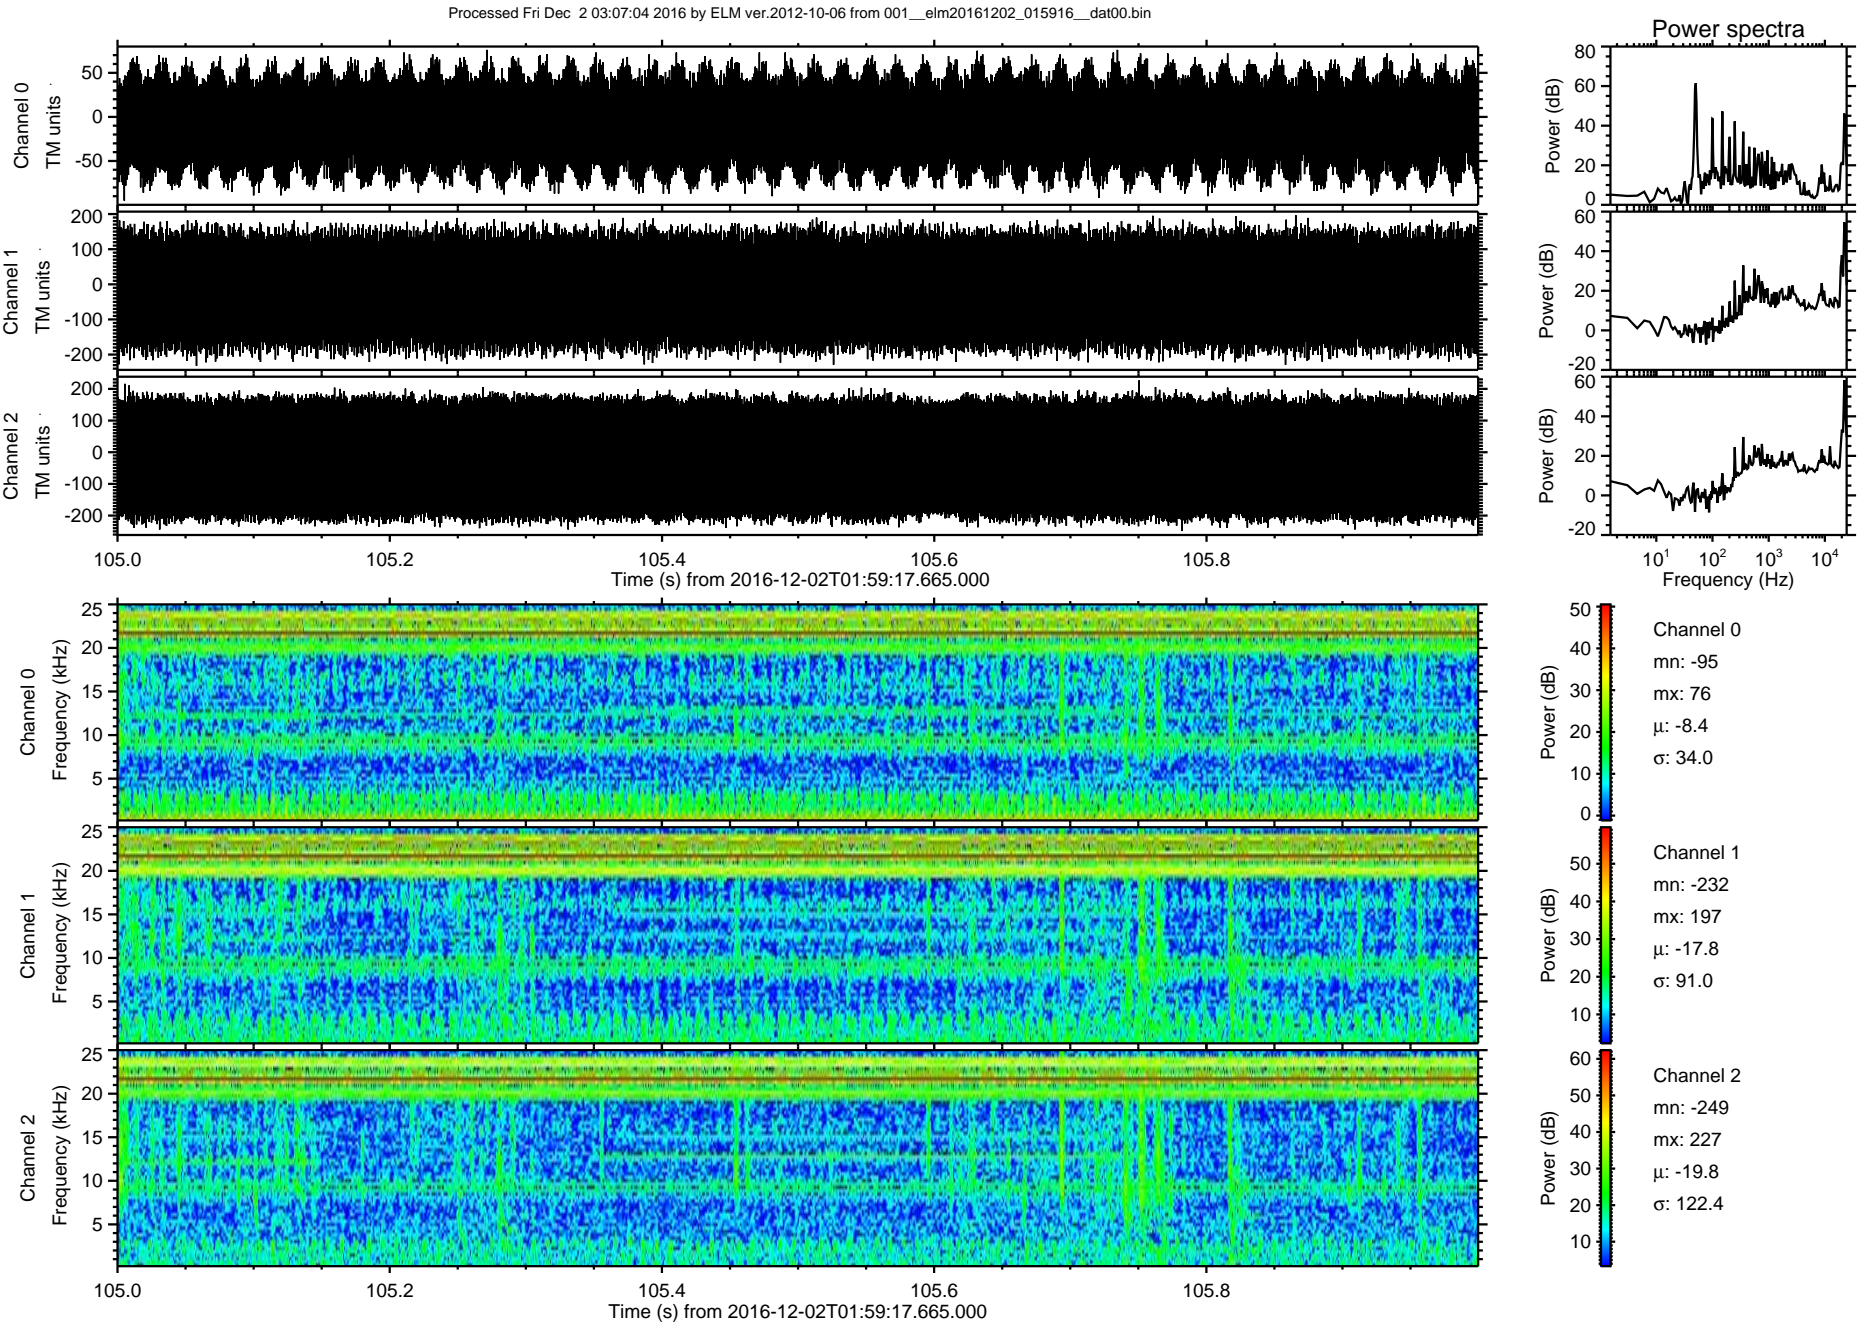 Processed Fri Dec  2 03:07:04 2016 by ELM ver.2012-10-06 from 001__elm20161202_015916__dat00.bin
Power spectra
Channel 0
TM units
50
0
-50
Power (dB)
80
60
40
20
0
Channel 1
TM units
200
100
0
-100
-200
Power (dB)
60
40
20
0
-20
Channel 2
TM units
200
100
0
-100
-200
Power (dB)
60
40
20
0
-20
105.0 105.2 105.4 105.6 105.8
Time (s) from 2016-12-02T01:59:17.665.000
10^1 10^2 10^3 10^4
Frequency (Hz)
Channel 0
Frequency (kHz)
25
20
15
10
5
Power (dB)
50
40
30
20
10
0
Channel 0
mn: -95
mx: 76
μ: -8.4
σ: 34.0
Channel 1
Frequency (kHz)
25
20
15
10
5
Power (dB)
50
40
30
20
10
Channel 1
mn: -232
mx: 197
μ: -17.8
σ: 91.0
Channel 2
Frequency (kHz)
25
20
15
10
5
Power (dB)
60
50
40
30
20
10
Channel 2
mn: -249
mx: 227
μ: -19.8
σ: 122.4
105.0 105.2 105.4 105.6 105.8
Time (s) from 2016-12-02T01:59:17.665.000